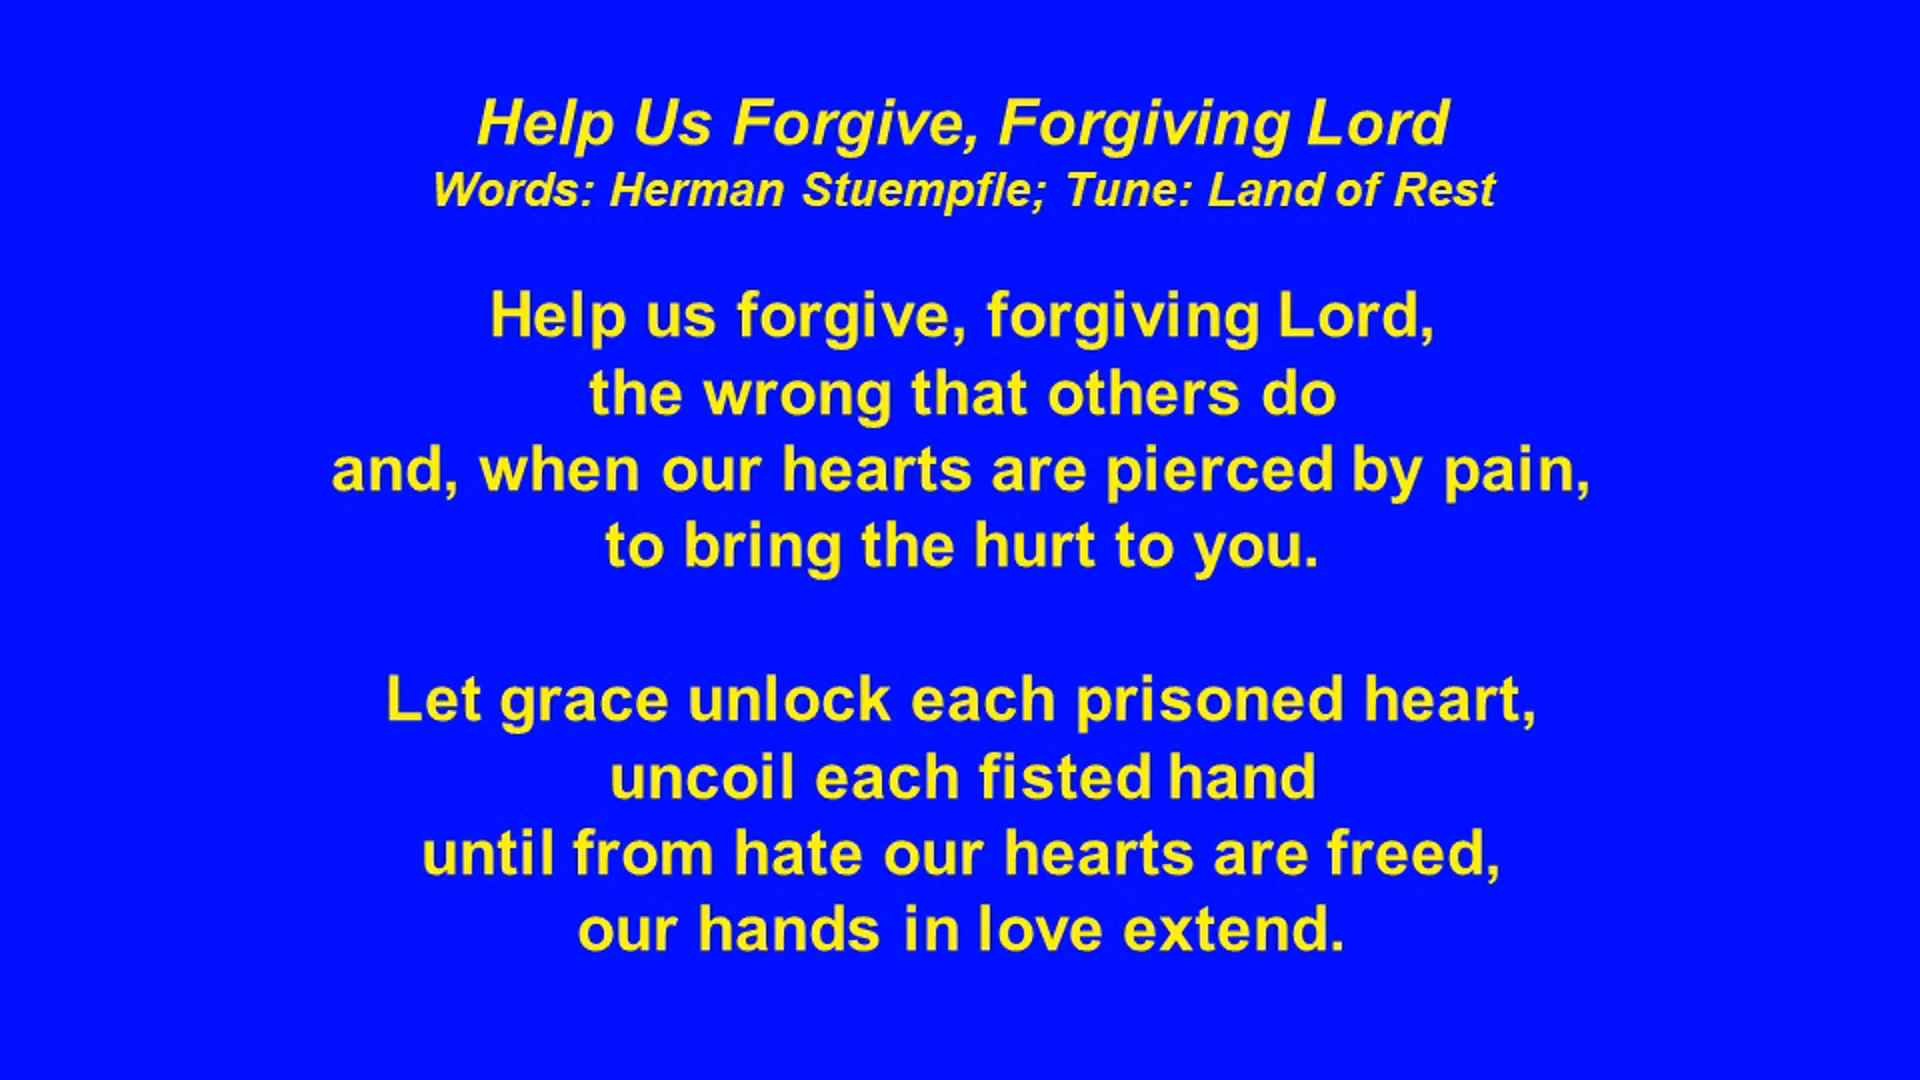 Help Us Forgive, Forgiving Lord
Words: Herman Stuempfle; Tune: Land of Rest
Help us forgive, forgiving Lord,
the wrong that others do
and, when our hearts are pierced by pain,
to bring the hurt to you.
Let grace unlock each prisoned heart,
uncoil each fisted hand
until from hate our hearts are freed,
our hands in love extend.